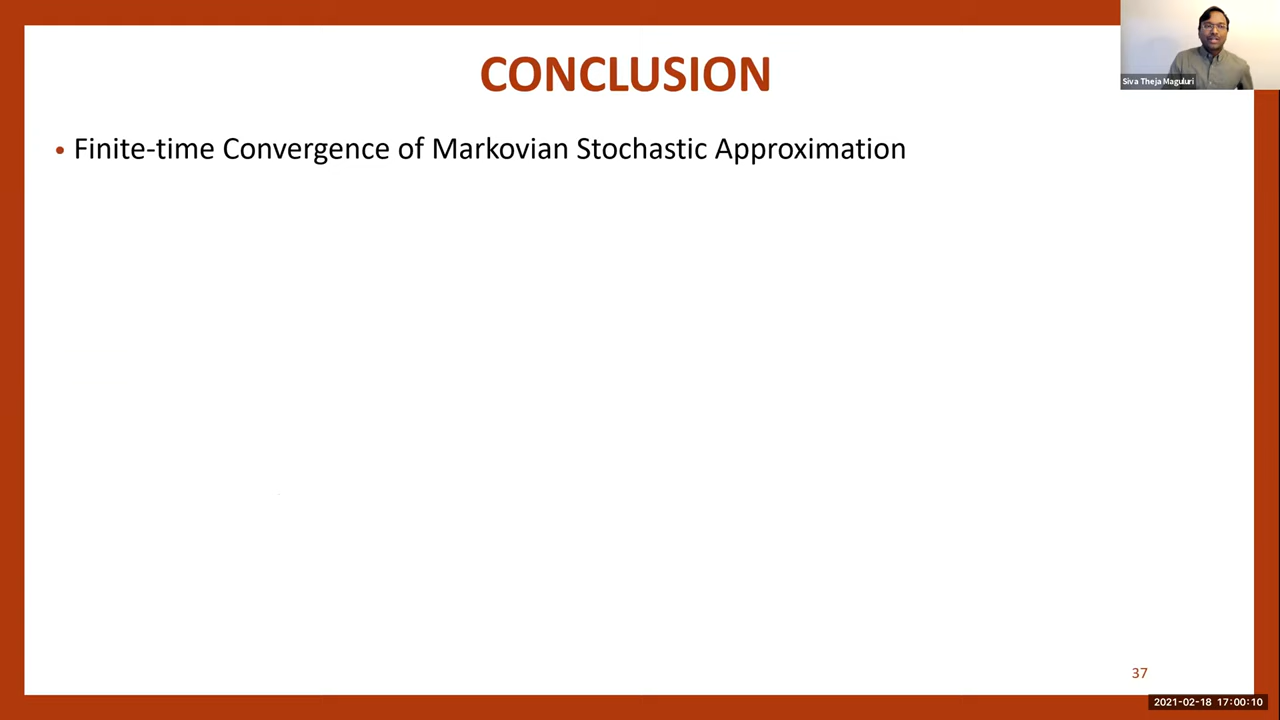 CONCLUSION
Siva Theja Maguluri
• Finite-time Convergence of Markovian Stochastic Approximation
37
2021-02-18 17:00:10